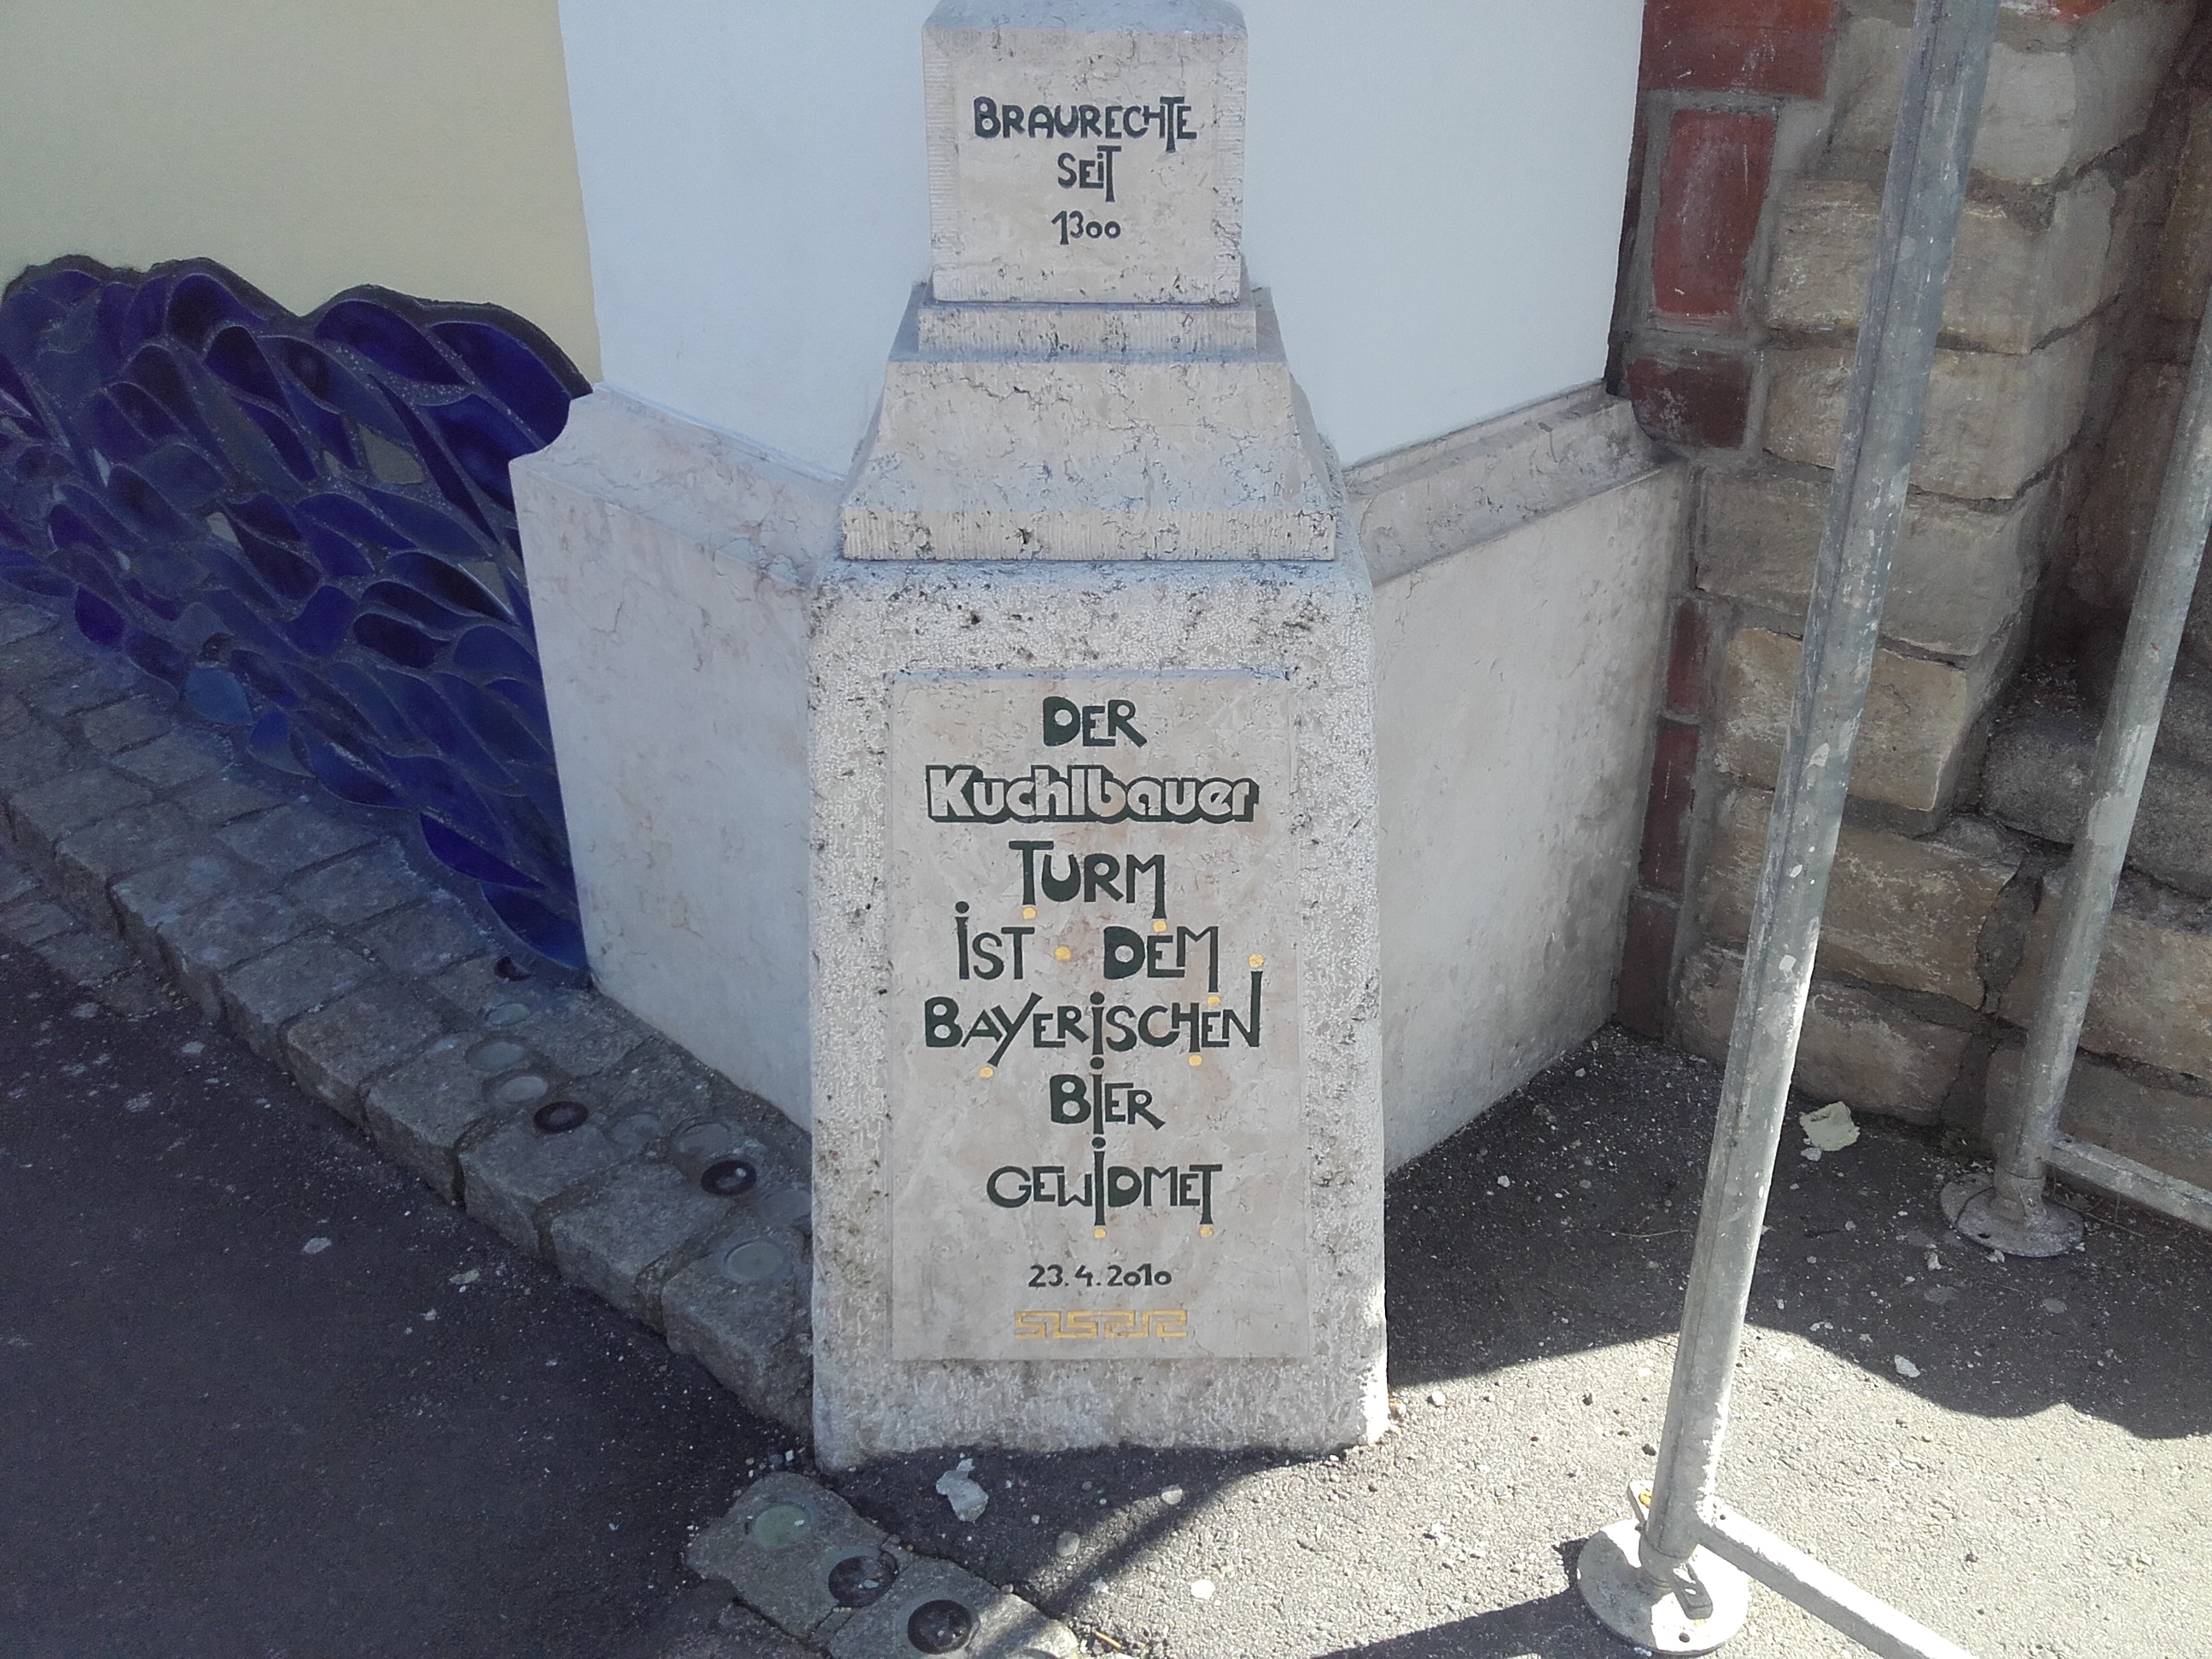 BRAURECHTE
SEIT
1300
DER
Kuchlbauer
TURM
IST · DEM
BAYERISCHEN
BIER
GEWIDMET
23.4.2010